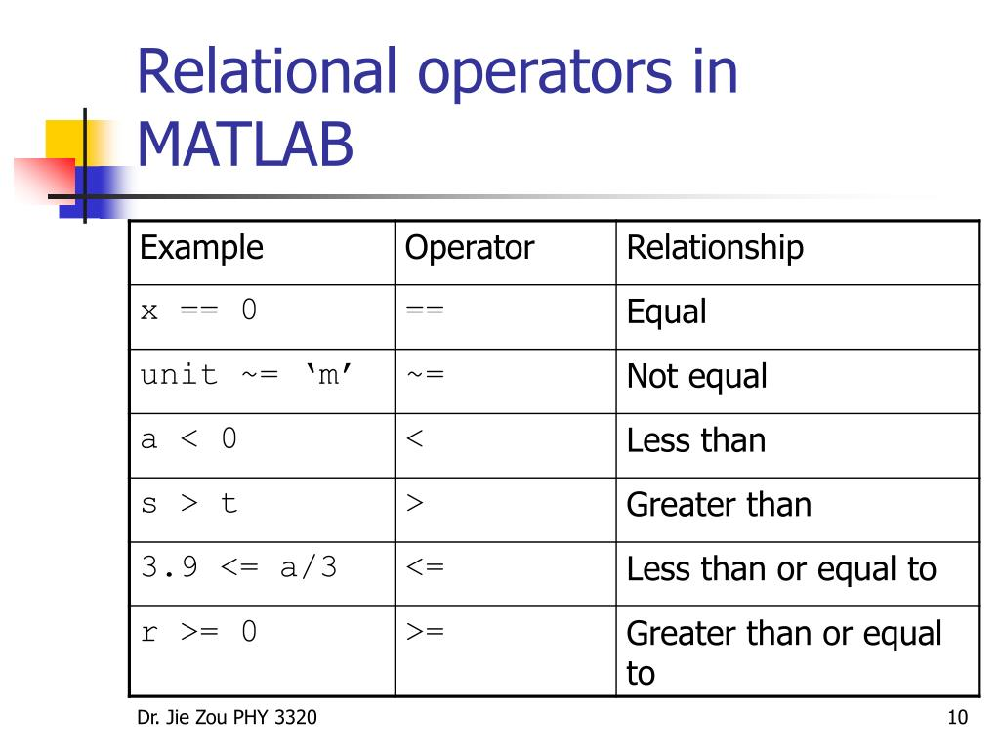 Relational operators in
MATLAB
Example Operator Relationship
x == 0 == Equal
unit ~= ‘m’ ~= Not equal
a < 0 < Less than
s > t > Greater than
3.9 <= a/3 <= Less than or equal to
r >= 0 >= Greater than or equal
to
Dr. Jie Zou PHY 3320 10